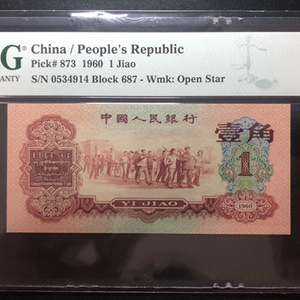 G
ANTY
China / People's Republic
Pick# 873 1960 1 Jiao
S/N 0534914 Block 687 - Wmk: Open Star
中國人民銀行
壹角
1
YI JIAO
1960